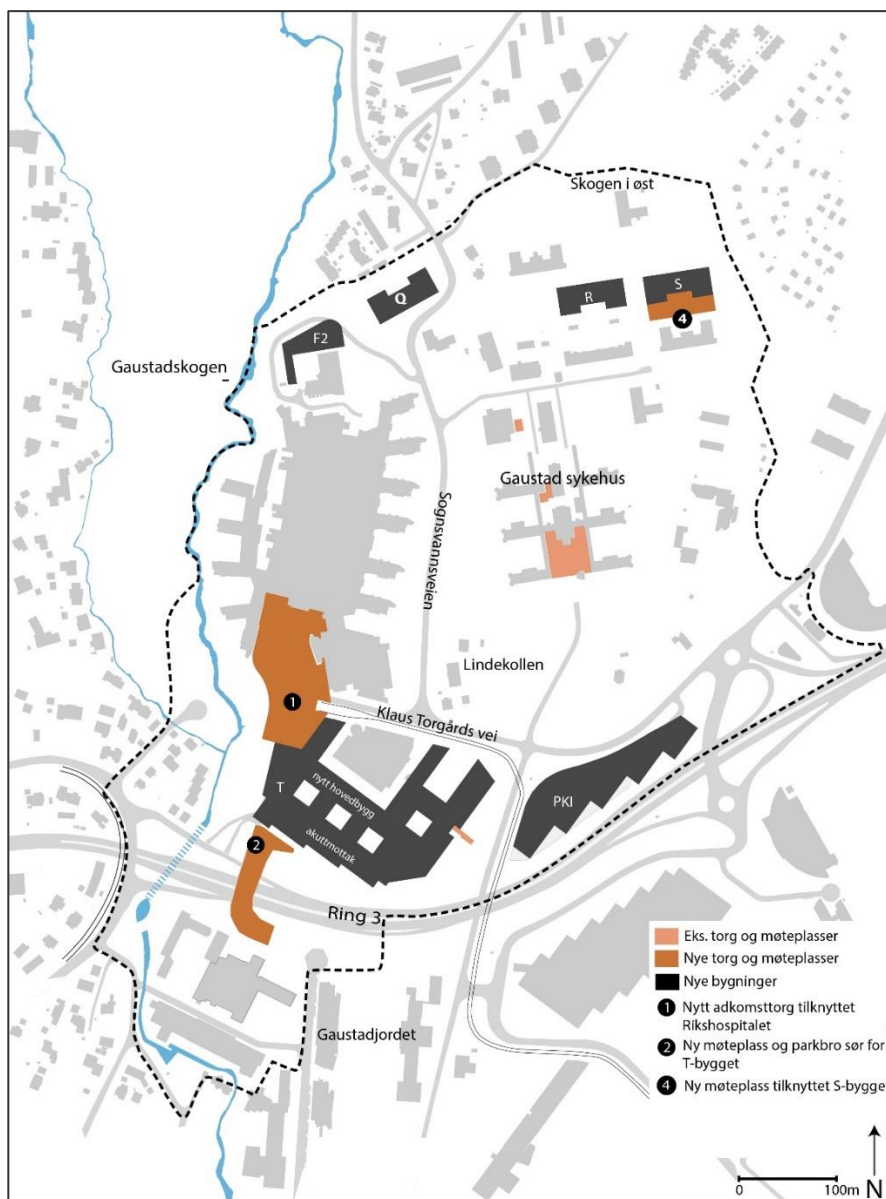 Skogen i øst
S
R
4
Q
F2
Gaustadskogen
Gaustad sykehus
Sognsvannsveien
Lindekollen
1
Klaus Torgårds vei
T
nytt hovedbygg
akuttmottak
PKI
2
Ring 3
Gaustadjordet
Eks. torg og møteplasser
Nye torg og møteplasser
Nye bygninger
1 Nytt adkomsttorg tilknyttet
Rikshospitalet
2 Ny møteplass og parkbro sør for
T-bygget
4 Ny møteplass tilknyttet S-bygget
100m N